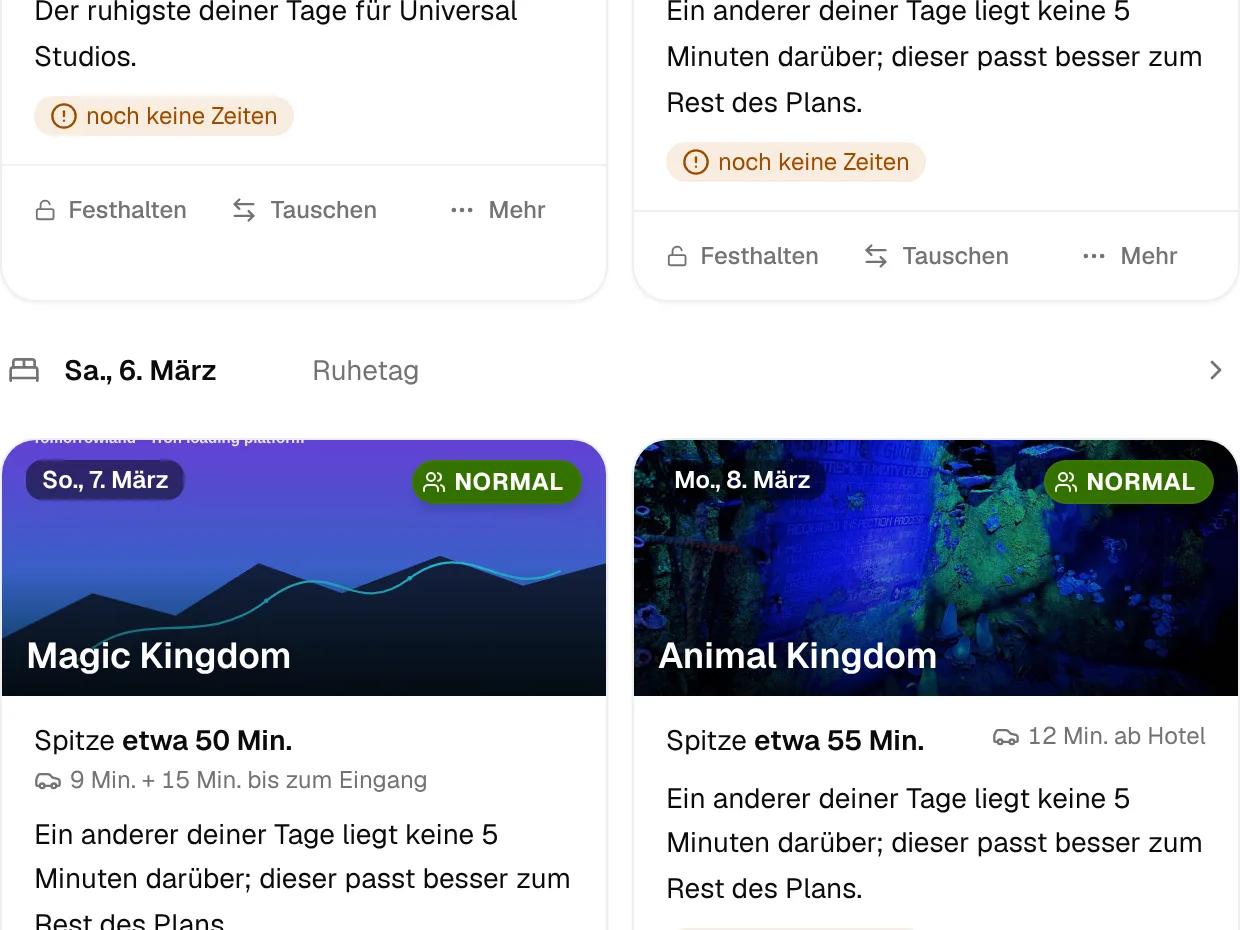 Der ruhigste deiner Tage für Universal
Studios.
noch keine Zeiten
Festhalten Tauschen Mehr
Ein anderer deiner Tage liegt keine 5
Minuten darüber; dieser passt besser zum
Rest des Plans.
noch keine Zeiten
Festhalten Tauschen Mehr
Sa., 6. März Ruhetag
So., 7. März
NORMAL
Magic Kingdom
Spitze etwa 50 Min.
9 Min. + 15 Min. bis zum Eingang
Ein anderer deiner Tage liegt keine 5
Minuten darüber; dieser passt besser zum
Rest des Plans.
Mo., 8. März
NORMAL
Animal Kingdom
Spitze etwa 55 Min.
12 Min. ab Hotel
Ein anderer deiner Tage liegt keine 5
Minuten darüber; dieser passt besser zum
Rest des Plans.